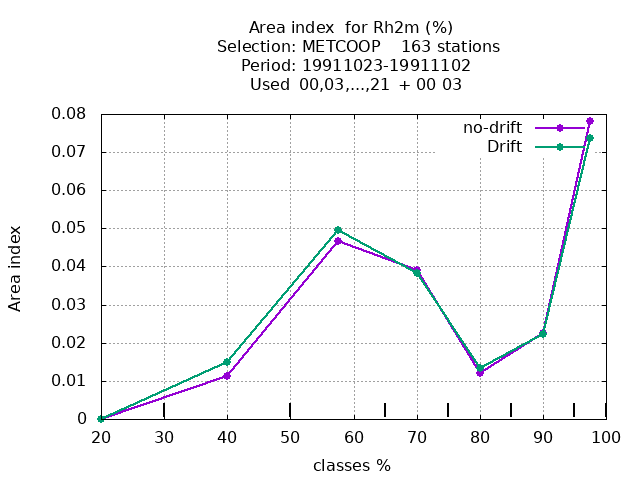 Area index  for Rh2m (%)
Selection: METCOOP    163 stations
Period: 19911023-19911102
Used  00,03,...,21  + 00 03
no-drift
Drift
0.08
0.07
0.06
0.05
0.04
0.03
0.02
0.01
0
Area index
20 30 40 50 60 70 80 90 100
classes %